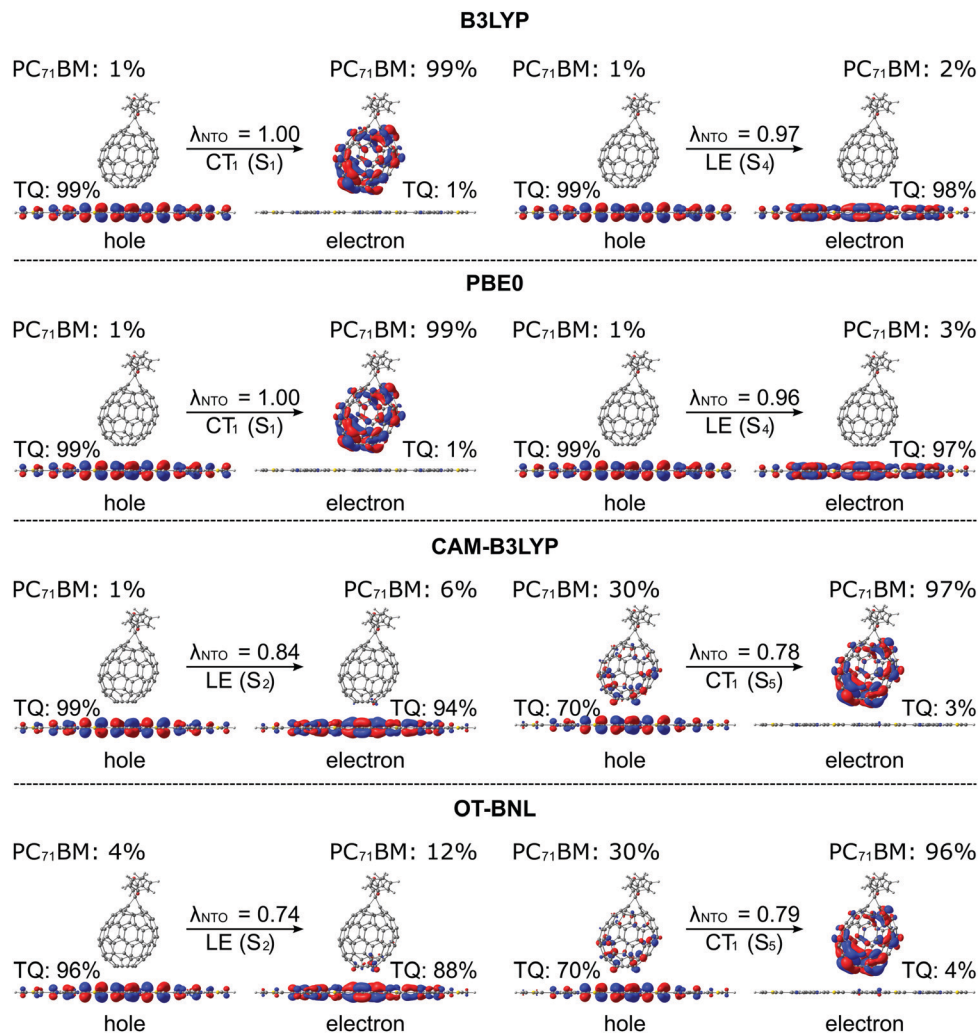 B3LYP
PC₇₁BM: 1% PC₇₁BM: 99% PC₇₁BM: 1% PC₇₁BM: 2%
λNTO = 1.00 λNTO = 0.97
CT₁ (S₁) LE (S₄)
TQ: 99% TQ: 1% TQ: 99% TQ: 98%
hole electron hole electron
PBE0
PC₇₁BM: 1% PC₇₁BM: 99% PC₇₁BM: 1% PC₇₁BM: 3%
λNTO = 1.00 λNTO = 0.96
CT₁ (S₁) LE (S₄)
TQ: 99% TQ: 1% TQ: 99% TQ: 97%
hole electron hole electron
CAM-B3LYP
PC₇₁BM: 1% PC₇₁BM: 6% PC₇₁BM: 30% PC₇₁BM: 97%
λNTO = 0.84 λNTO = 0.78
LE (S₂) CT₁ (S₅)
TQ: 99% TQ: 94% TQ: 70% TQ: 3%
hole electron hole electron
OT-BNL
PC₇₁BM: 4% PC₇₁BM: 12% PC₇₁BM: 30% PC₇₁BM: 96%
λNTO = 0.74 λNTO = 0.79
LE (S₂) CT₁ (S₅)
TQ: 96% TQ: 88% TQ: 70% TQ: 4%
hole electron hole electron